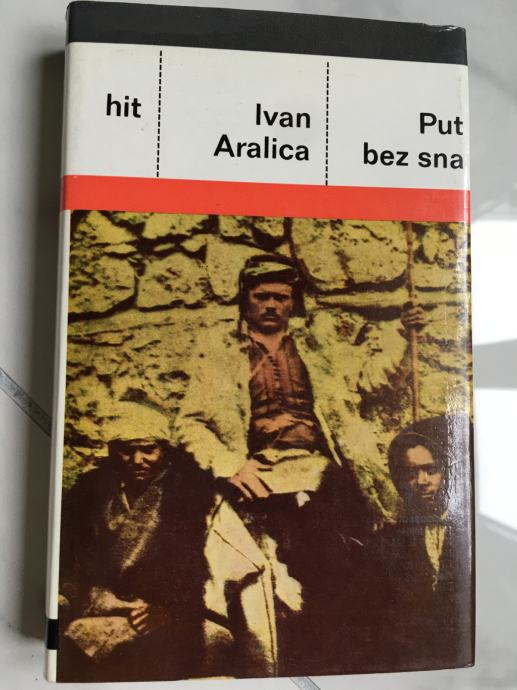 hit
Ivan
Aralica
Put
bez sna